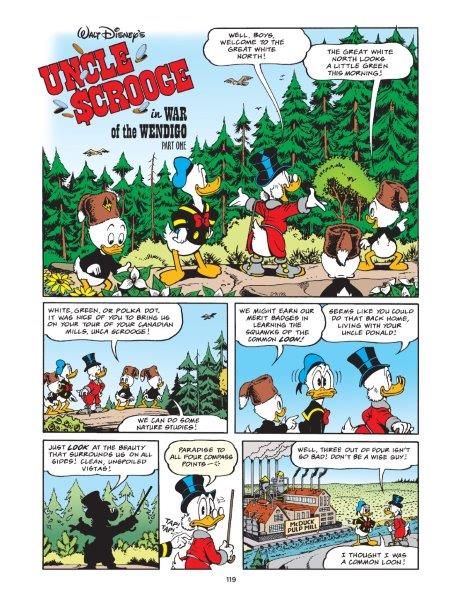 WALT DISNEY'S
UNCLE
$CROOGE
in WAR
of the WENDIGO
PART ONE
WELL, BOYS,
WELCOME TO THE
GREAT WHITE
NORTH!
THE GREAT WHITE
NORTH LOOKS
A LITTLE GREEN
THIS MORNING!
WHITE, GREEN, OR POLKA DOT,
IT WAS NICE OF YOU TO BRING US
ON YOUR TOUR OF YOUR CANADIAN
MILLS, UNCA SCROOGE!
WE CAN DO SOME
NATURE STUDIES!
WE MIGHT EARN OUR
MERIT BADGES IN
LEARNING THE
SQUAWKS OF THE
COMMON LOON!
SEEMS LIKE YOU COULD
DO THAT BACK HOME,
LIVING WITH YOUR
UNCLE DONALD!
JUST LOOK AT THE BEAUTY
THAT SURROUNDS US ON ALL
SIDES! CLEAN, UNSPOILED
VISTAS!
PARADISE TO
ALL FOUR COMPASS
POINTS—
TAP!
TAP!
WELL, THREE OUT OF FOUR ISN'T
SO BAD! DON'T BE A WISE GUY!
McDUCK
PULP MILL
I THOUGHT I WAS
A COMMON LOON!
119